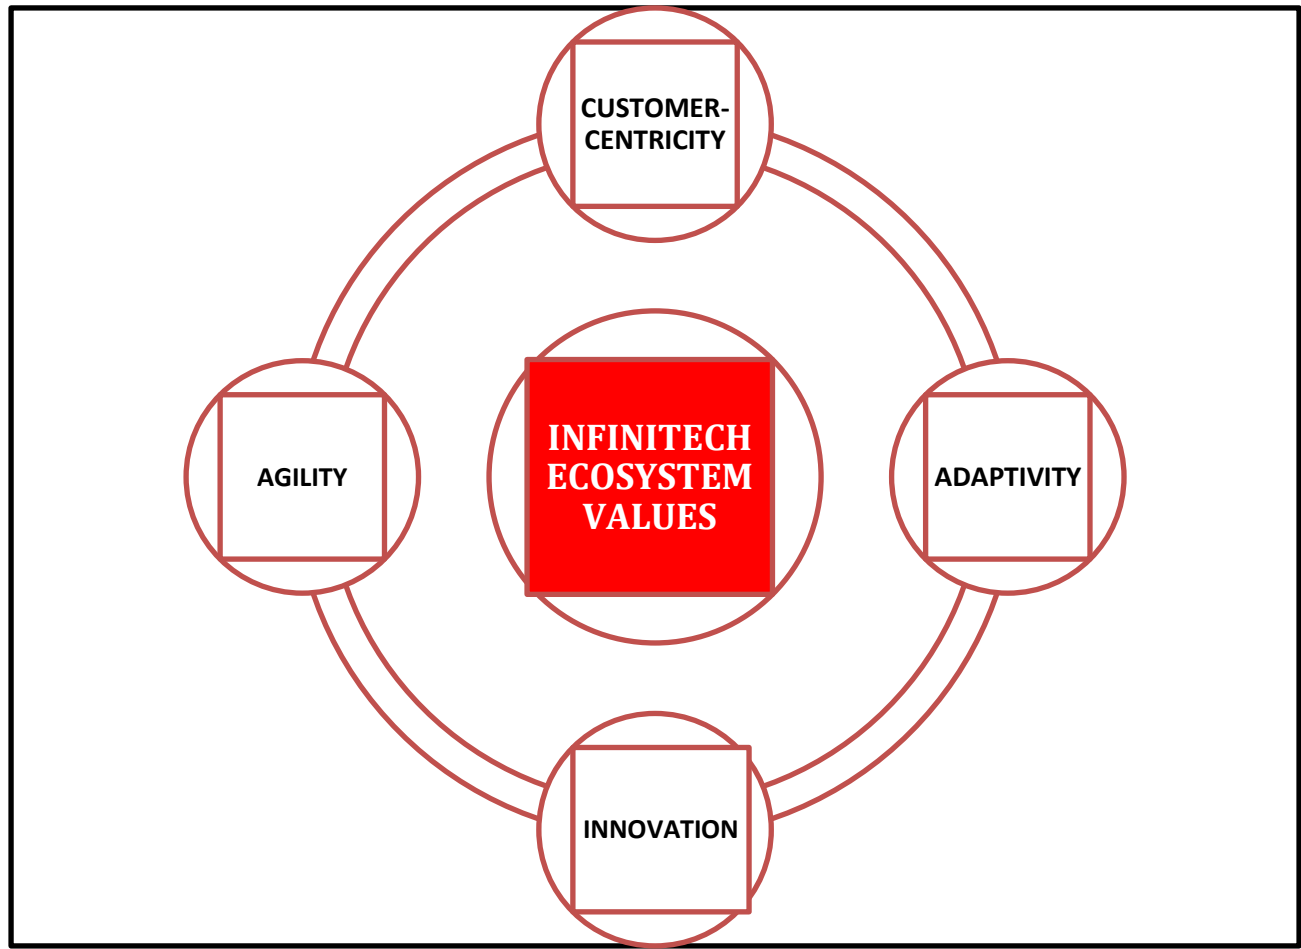 CUSTOMER-
CENTRICITY
AGILITY
INFINITECH
ECOSYSTEM
VALUES
ADAPTIVITY
INNOVATION